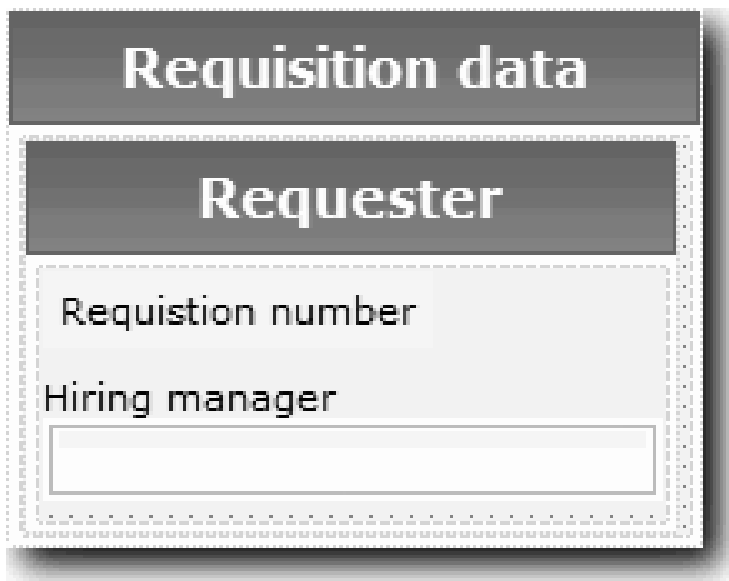 Requisition data
Requester
Requistion number
Hiring manager